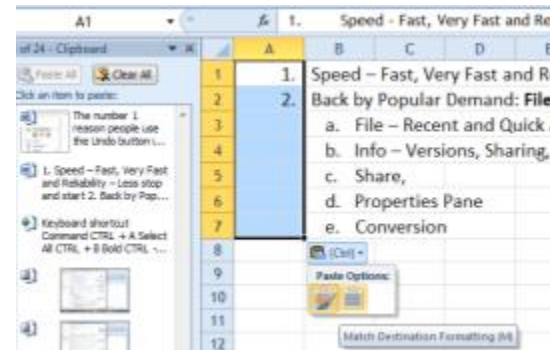 A1
fx 1. Speed - Fast, Very Fast and Re
of 24 - Clipboard
Paste All
Clear All
Click an item to paste:
The number 1
reason people use
the Undo button i...
1. Speed – Fast, Very Fast
and Reliability – Less stop
and start 2. Back by Pop...
Keyboard shortcut
Command CTRL + A Select
All CTRL + B Bold CTRL -...
A B C D E
1 1. Speed – Fast, Very Fast and R
2 2. Back by Popular Demand: File
3 a. File – Recent and Quick
4 b. Info – Versions, Sharing,
5 c. Share,
6 d. Properties Pane
7 e. Conversion
8 (Ctrl)
9 Paste Options:
10
11
12 Match Destination Formatting (M)